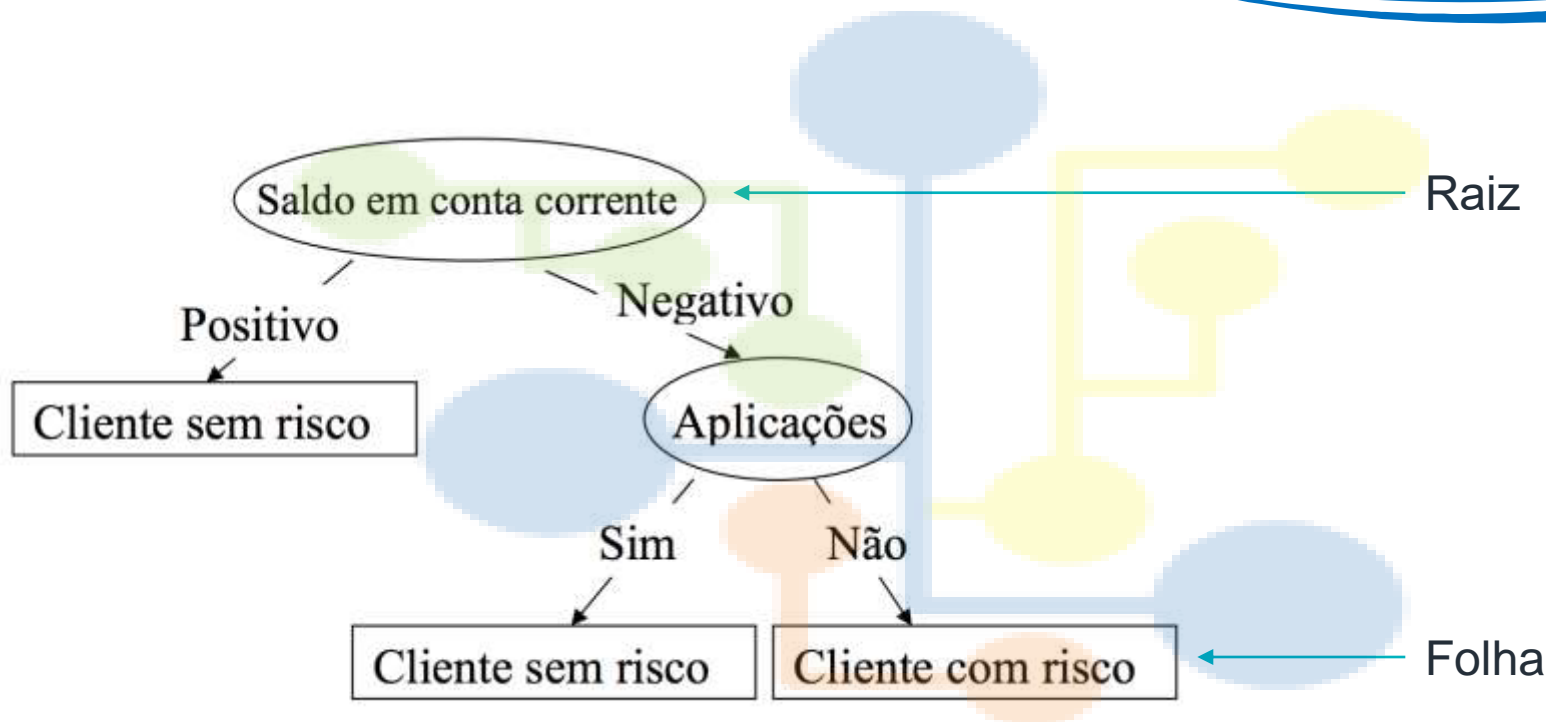 Saldo em conta corrente
Raiz
Negativo
Positivo
Cliente sem risco
Aplicações
Sim
Não
Cliente sem risco
Cliente com risco
Folha